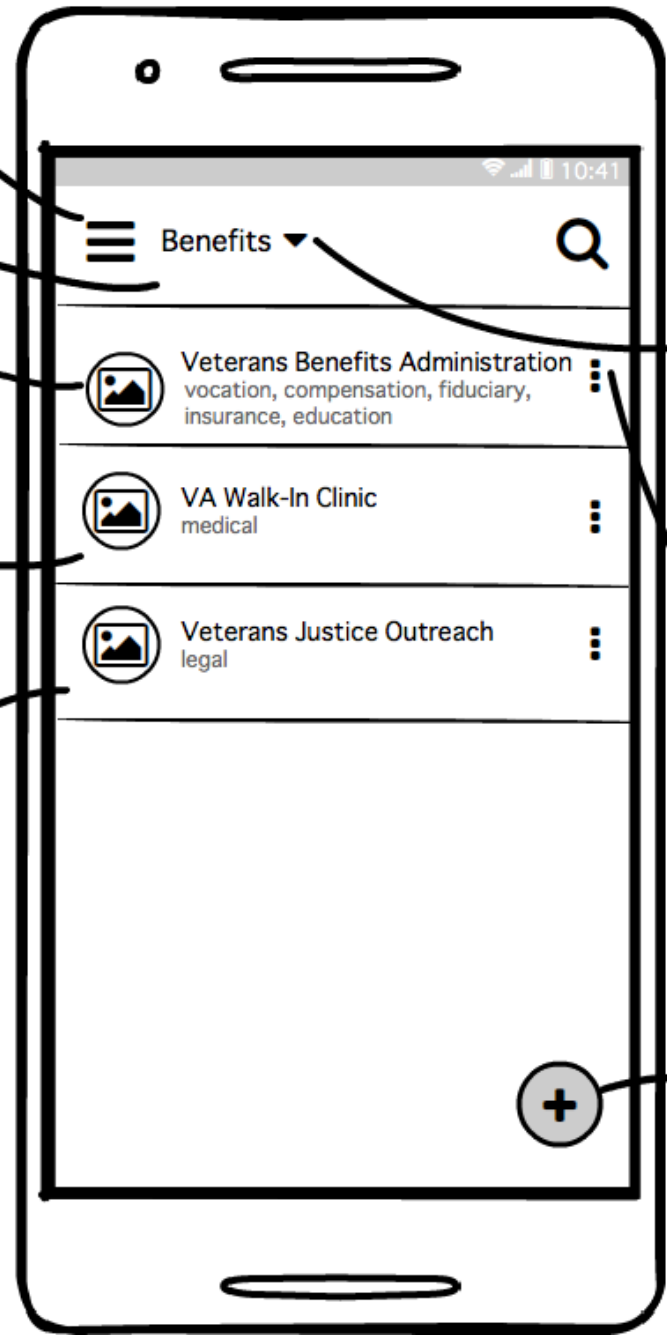 10:41
Benefits
Veterans Benefits Administration
vocation, compensation, fiduciary,
insurance, education
VA Walk-In Clinic
medical
Veterans Justice Outreach
legal